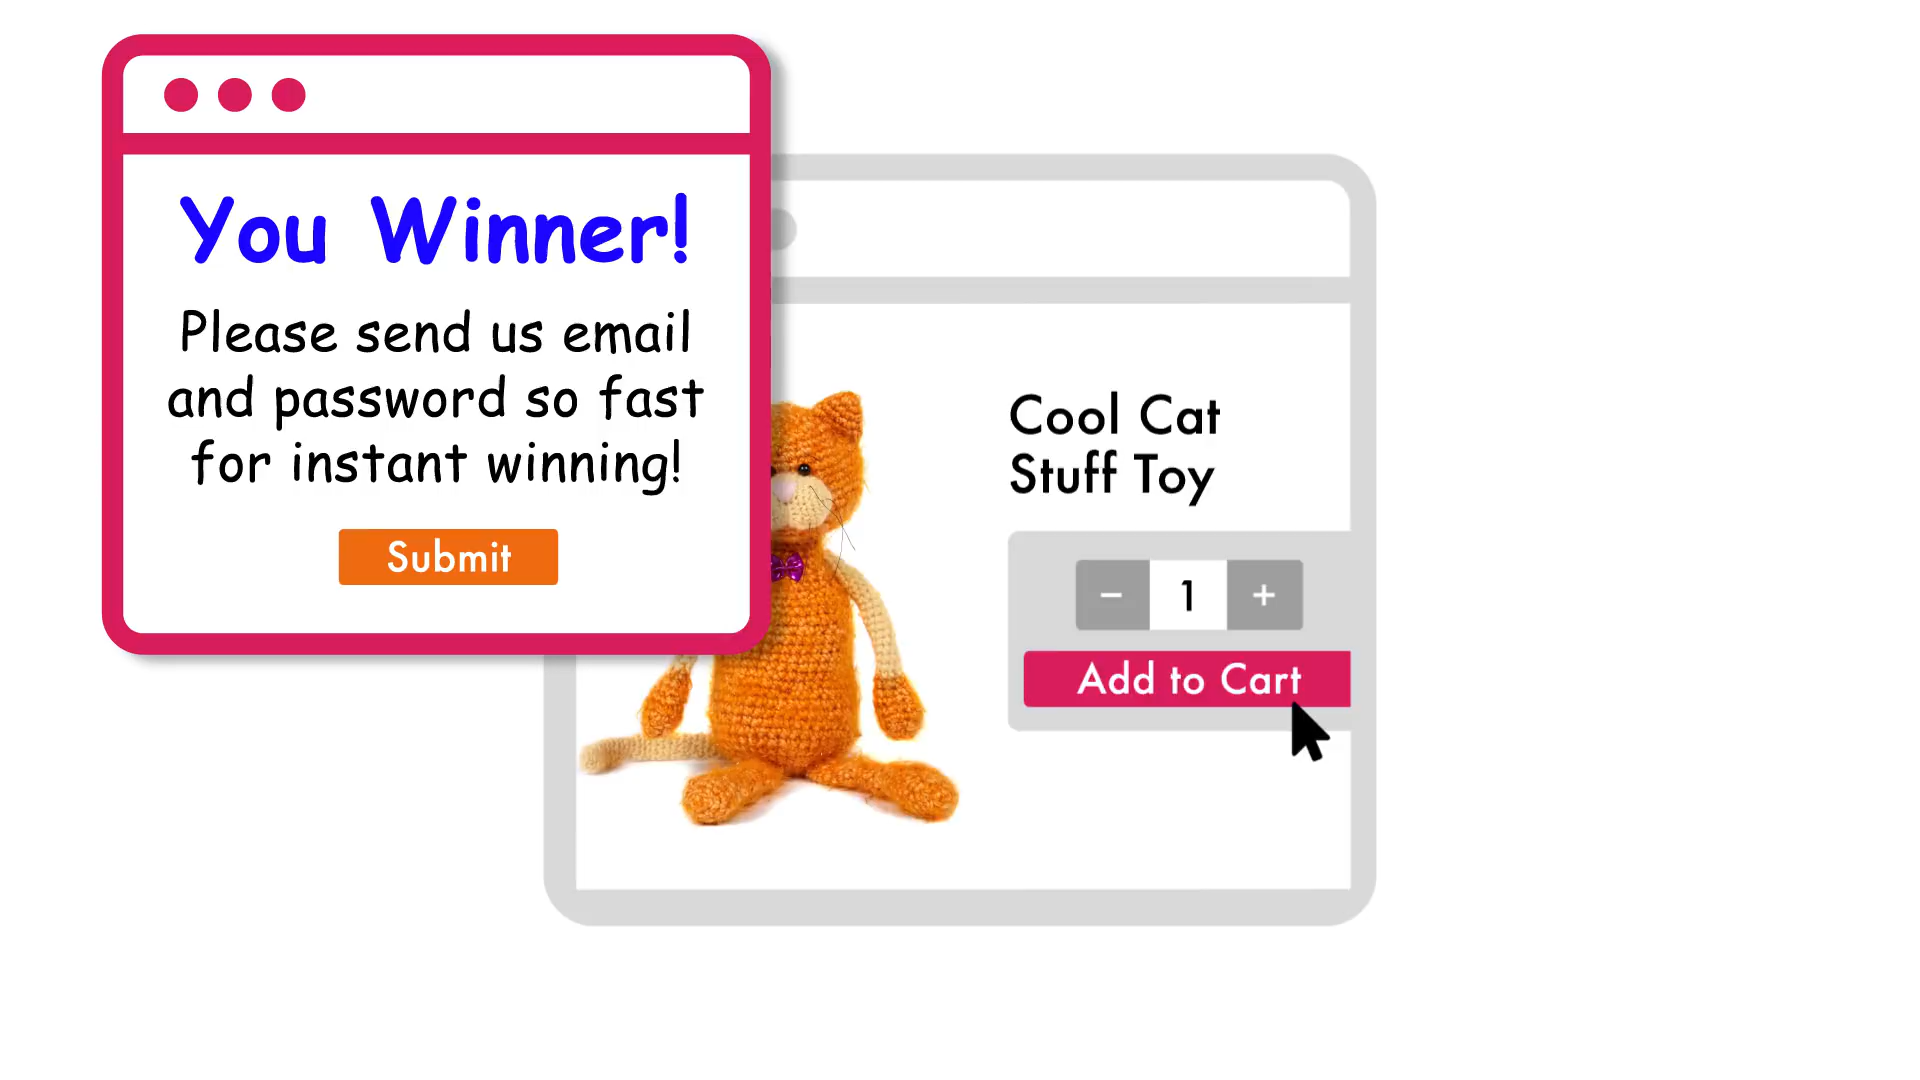 You Winner!
Please send us email
and password so fast
for instant winning!
Submit
Cool Cat
Stuff Toy
− 1 +
Add to Cart